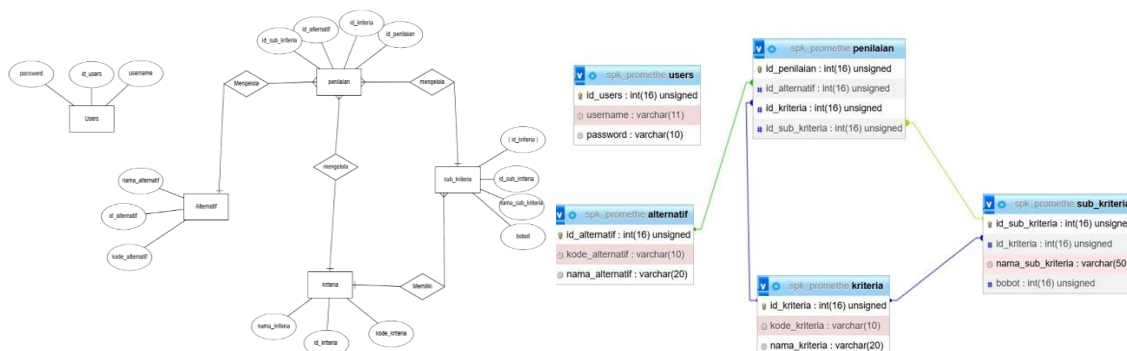 id_sub_kriteria
id_alternatif
id_kriteria
id_penilaian
password
id_users
username
Users
Mengelola
penilaian
mengelola
mengelola
nama_alternatif
id_alternatif
kode_alternatif
Alternatif
( id_kriteria )
id_sub_kriteria
nama_sub_kriteria
bobot
sub_kriteria
kriteria
Memiliki
nama_kriteria
id_kriteria
kode_kriteria
spk_promethe users
id_users : int(16) unsigned
username : varchar(11)
password : varchar(10)
spk_promethe penilaian
id_penilaian : int(16) unsigned
id_alternatif : int(16) unsigned
id_kriteria : int(16) unsigned
id_sub_kriteria : int(16) unsigned
spk_promethe alternatif
id_alternatif : int(16) unsigned
kode_alternatif : varchar(10)
nama_alternatif : varchar(20)
spk_promethe sub_kriteria
id_sub_kriteria : int(16) unsigned
id_kriteria : int(16) unsigned
nama_sub_kriteria : varchar(50)
bobot : int(16) unsigned
spk_promethe kriteria
id_kriteria : int(16) unsigned
kode_kriteria : varchar(10)
nama_kriteria : varchar(20)